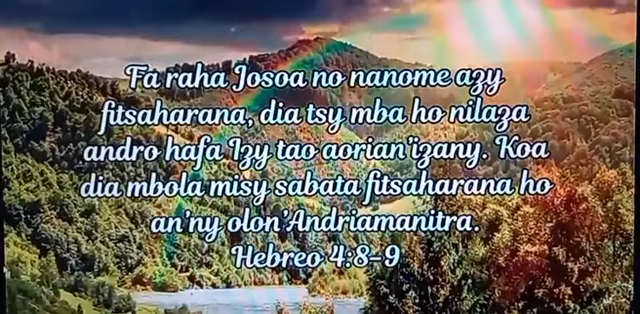 Fa raha Josoa no nanome azy
fitsaharana, dia tsy mba ho nilaza
andro hafa Izy tao aorian'izany. Koa
dia mbola misy sabata fitsaharana ho
an'ny olon'Andriamanitra.
Hebreo 4:8-9